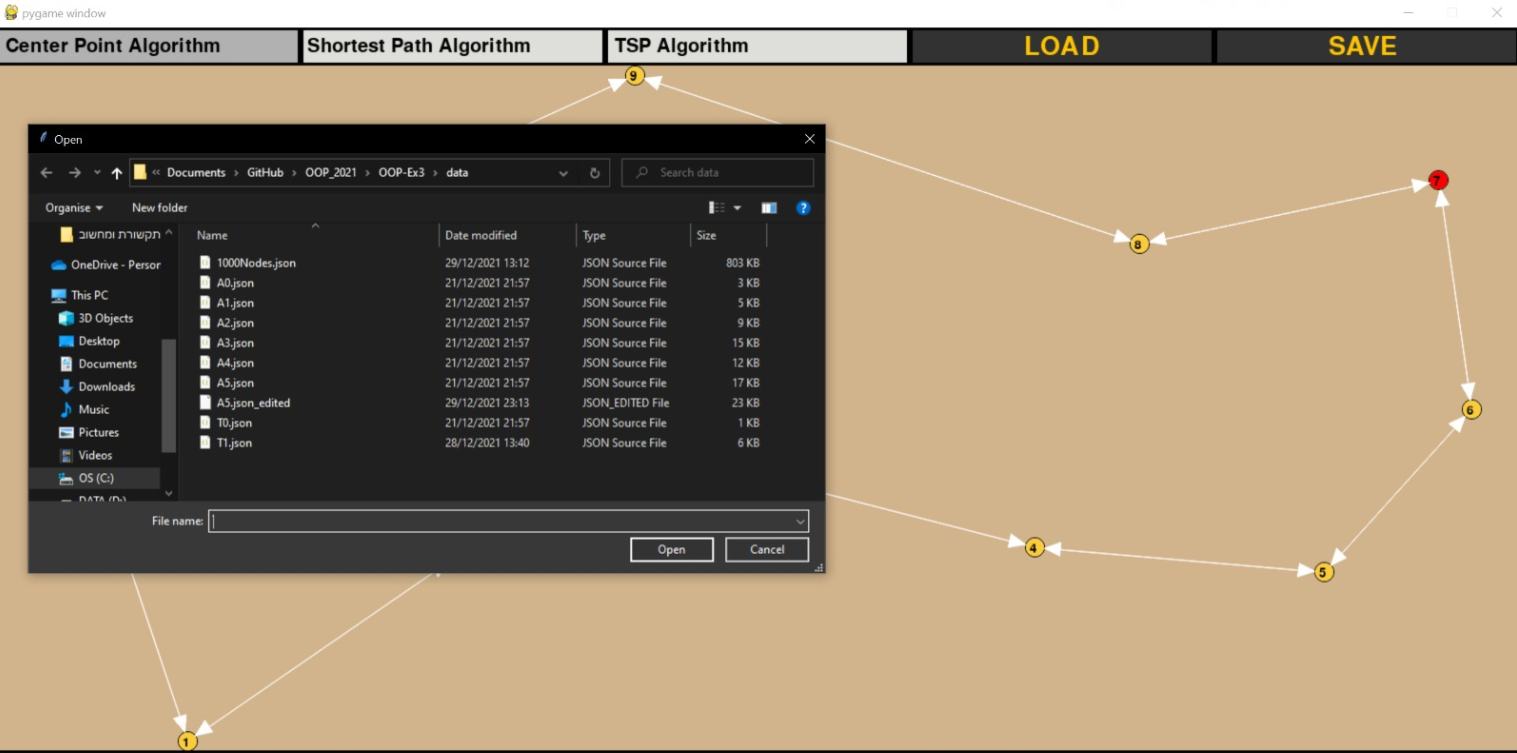 pygame window
Center Point Algorithm Shortest Path Algorithm TSP Algorithm LOAD SAVE
9
Open
« Documents › GitHub › OOP_2021 › OOP-Ex3 › data Search data
7
Organise New folder
תקשורת ומחשוב Name Date modified Type Size
8
OneDrive - Person 1000Nodes.json 29/12/2021 13:12 JSON Source File 803 KB
A0.json 21/12/2021 21:57 JSON Source File 3 KB
This PC A1.json 21/12/2021 21:57 JSON Source File 5 KB
3D Objects A2.json 21/12/2021 21:57 JSON Source File 9 KB
Desktop A3.json 21/12/2021 21:57 JSON Source File 15 KB
Documents A4.json 21/12/2021 21:57 JSON Source File 12 KB
Downloads A5.json 21/12/2021 21:57 JSON Source File 17 KB
Music A5.json_edited 29/12/2021 23:13 JSON_EDITED File 23 KB
6
Pictures T0.json 21/12/2021 21:57 JSON Source File 1 KB
Videos T1.json 28/12/2021 13:40 JSON Source File 6 KB
OS (C:)
DATA (D:)
File name:
Open Cancel
4
5
1